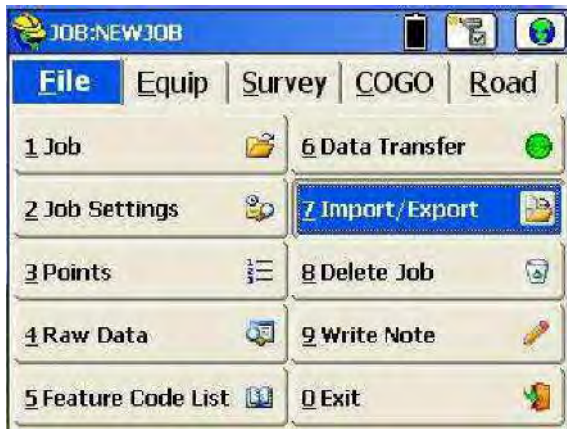 JOB:NEWJOB
File Equip Survey COGO Road
1 Job
6 Data Transfer
2 Job Settings
7 Import/Export
3 Points
8 Delete Job
4 Raw Data
9 Write Note
5 Feature Code List
0 Exit